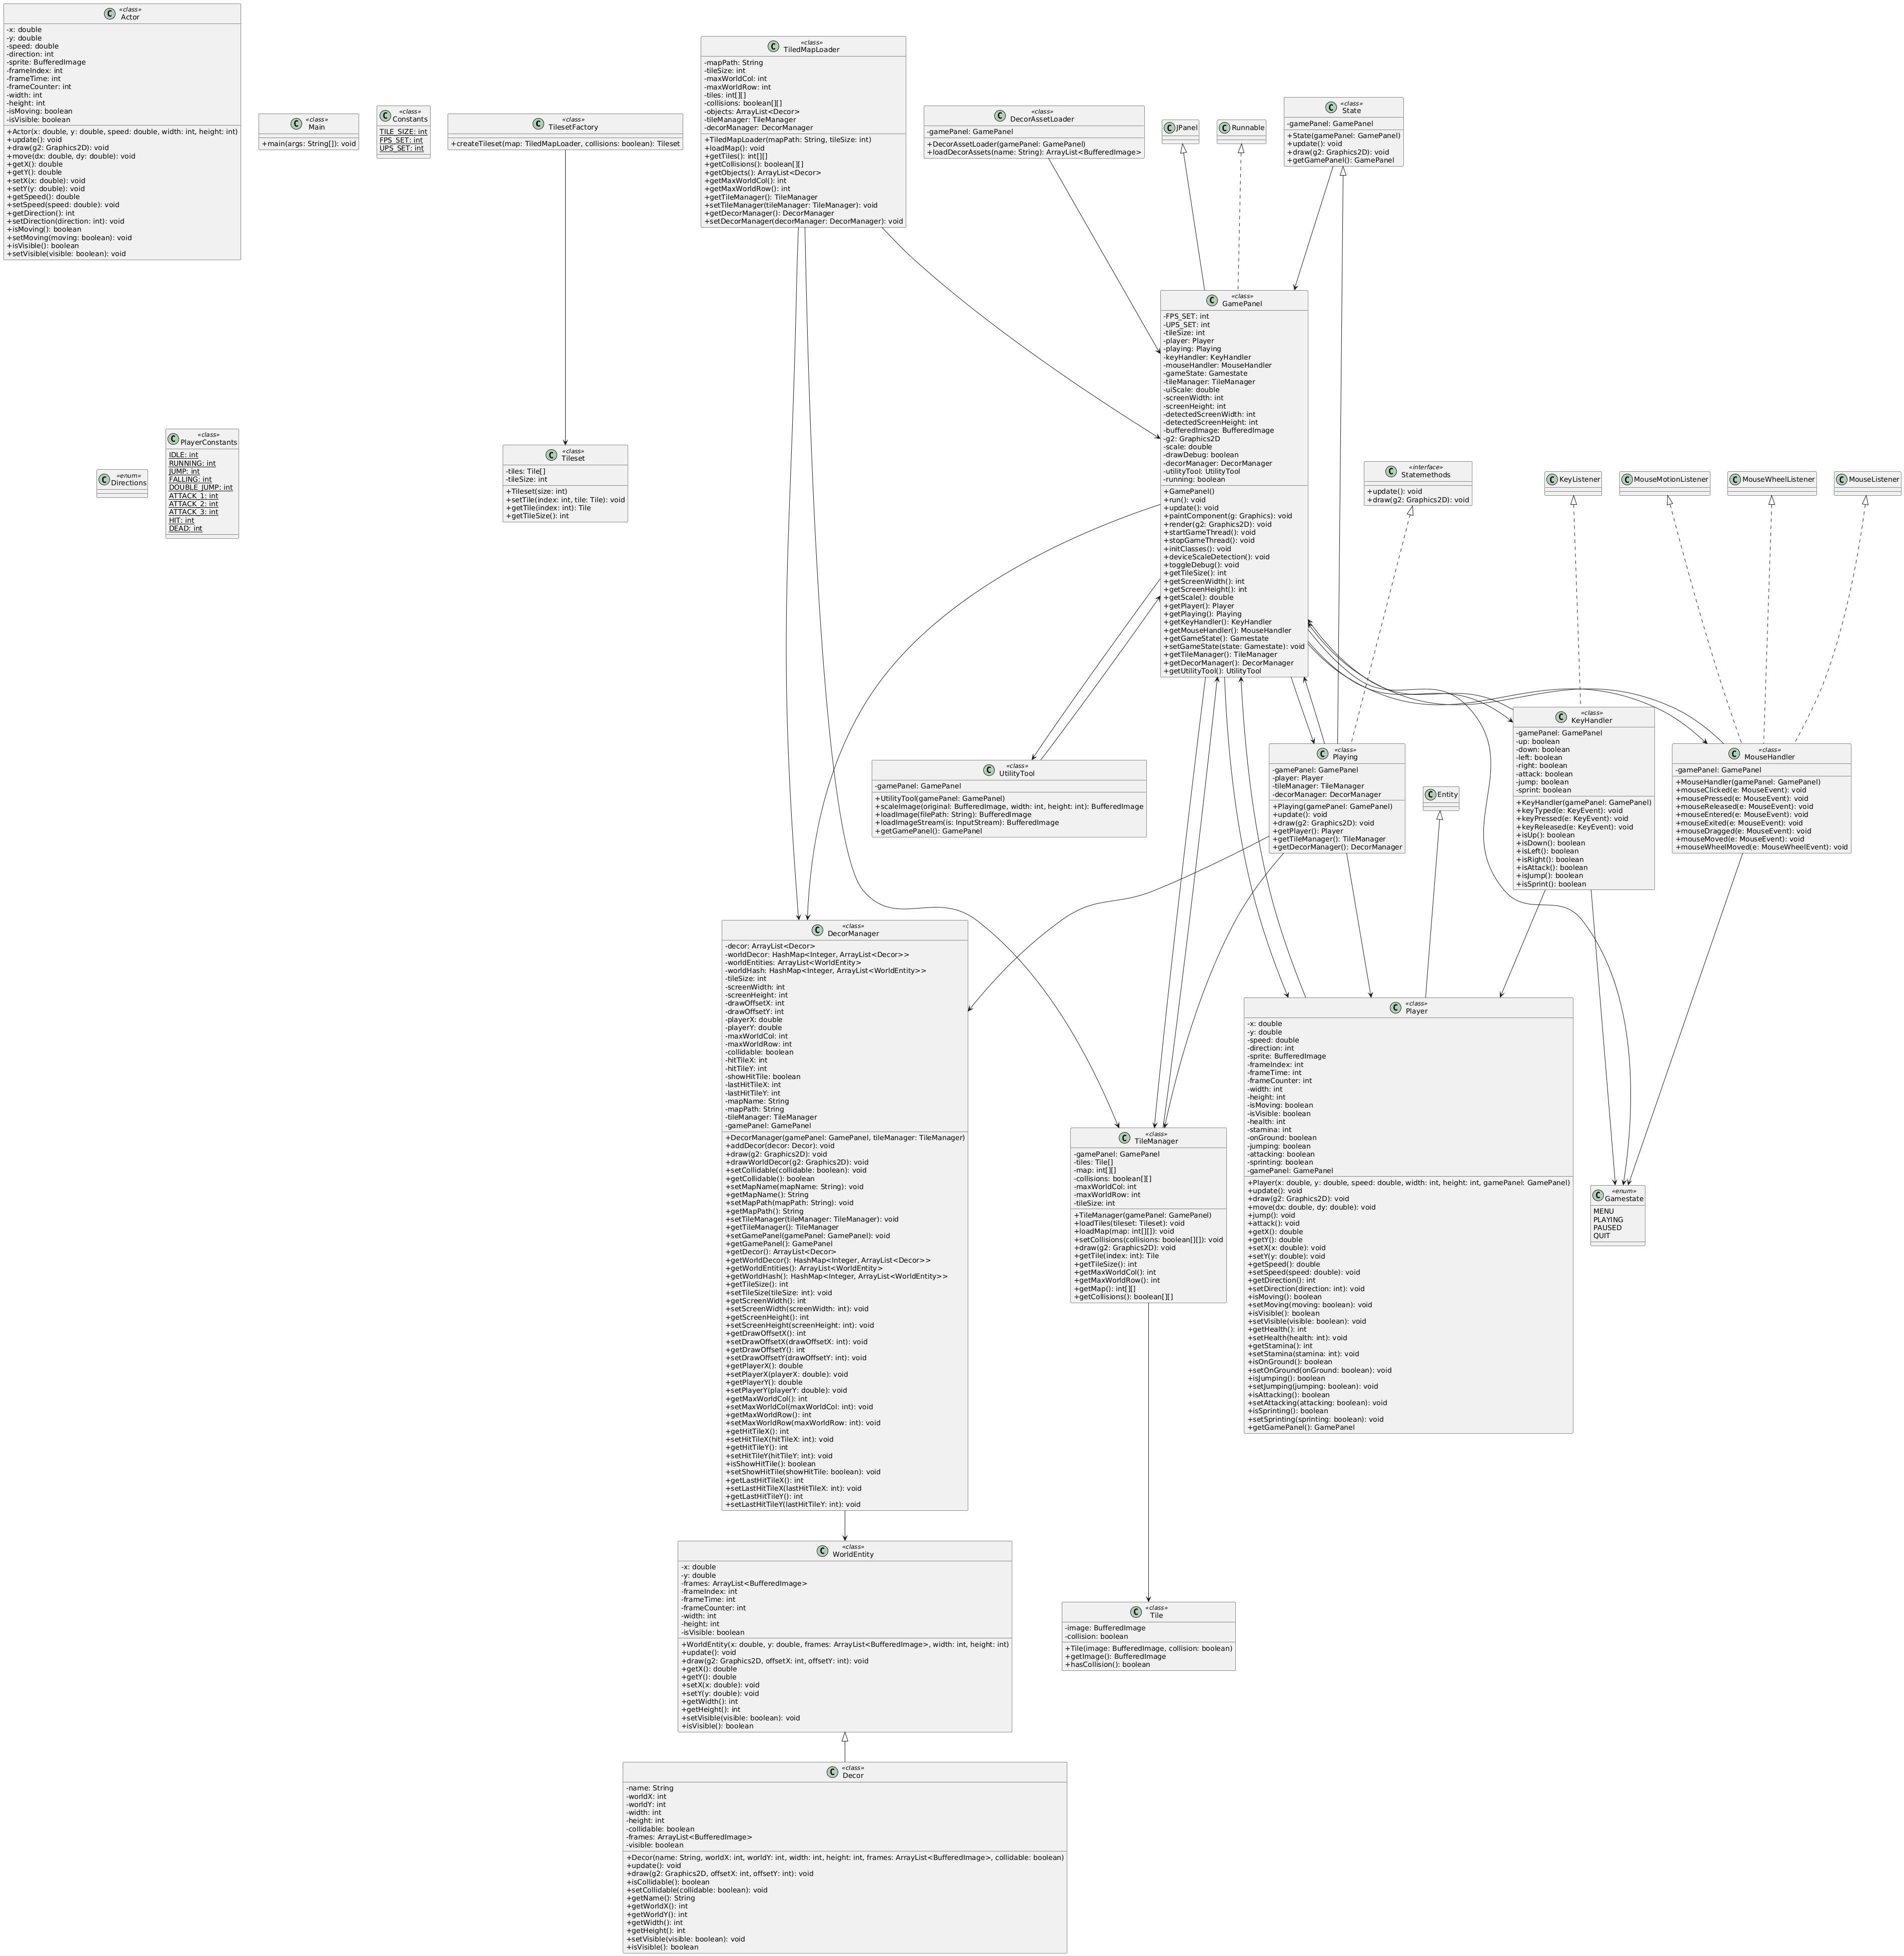 «class»
Actor
-x: double
-y: double
-speed: double
-direction: int
-sprite: BufferedImage
-frameIndex: int
-frameTime: int
-frameCounter: int
-width: int
-height: int
-isMoving: boolean
-isVisible: boolean
+Actor(x: double, y: double, speed: double, width: int, height: int)
+update(): void
+draw(g2: Graphics2D): void
+move(dx: double, dy: double): void
+getX(): double
+getY(): double
+setX(x: double): void
+setY(y: double): void
+getSpeed(): double
+setSpeed(speed: double): void
+getDirection(): int
+setDirection(direction: int): void
+isMoving(): boolean
+setMoving(moving: boolean): void
+isVisible(): boolean
+setVisible(visible: boolean): void
«class»
Main
+main(args: String[]): void
«class»
Constants
TILE_SIZE: int
FPS_SET: int
UPS_SET: int
«class»
TilesetFactory
+createTileset(map: TiledMapLoader, collisions: boolean): Tileset
«class»
TiledMapLoader
-mapPath: String
-tileSize: int
-maxWorldCol: int
-maxWorldRow: int
-tiles: int[][]
-collisions: boolean[][]
-objects: ArrayList<Decor>
-tileManager: TileManager
-decorManager: DecorManager
+TiledMapLoader(mapPath: String, tileSize: int)
+loadMap(): void
+getTiles(): int[][]
+getCollisions(): boolean[][]
+getObjects(): ArrayList<Decor>
+getMaxWorldCol(): int
+getMaxWorldRow(): int
+getTileManager(): TileManager
+setTileManager(tileManager: TileManager): void
+getDecorManager(): DecorManager
+setDecorManager(decorManager: DecorManager): void
«class»
DecorAssetLoader
-gamePanel: GamePanel
+DecorAssetLoader(gamePanel: GamePanel)
+loadDecorAssets(name: String): ArrayList<BufferedImage>
JPanel
Runnable
«class»
State
-gamePanel: GamePanel
+State(gamePanel: GamePanel)
+update(): void
+draw(g2: Graphics2D): void
+getGamePanel(): GamePanel
«enum»
Directions
«class»
PlayerConstants
IDLE: int
RUNNING: int
JUMP: int
FALLING: int
DOUBLE_JUMP: int
ATTACK_1: int
ATTACK_2: int
ATTACK_3: int
HIT: int
DEAD: int
«class»
Tileset
-tiles: Tile[]
-tileSize: int
+Tileset(size: int)
+setTile(index: int, tile: Tile): void
+getTile(index: int): Tile
+getTileSize(): int
«class»
GamePanel
-FPS_SET: int
-UPS_SET: int
-tileSize: int
-player: Player
-playing: Playing
-keyHandler: KeyHandler
-mouseHandler: MouseHandler
-gameState: Gamestate
-tileManager: TileManager
-uiScale: double
-screenWidth: int
-screenHeight: int
-detectedScreenWidth: int
-detectedScreenHeight: int
-bufferedImage: BufferedImage
-g2: Graphics2D
-scale: double
-drawDebug: boolean
-decorManager: DecorManager
-utilityTool: UtilityTool
-running: boolean
+GamePanel()
+run(): void
+update(): void
+paintComponent(g: Graphics): void
+render(g2: Graphics2D): void
+startGameThread(): void
+stopGameThread(): void
+initClasses(): void
+deviceScaleDetection(): void
+toggleDebug(): void
+getTileSize(): int
+getScreenWidth(): int
+getScreenHeight(): int
+getScale(): double
+getPlayer(): Player
+getPlaying(): Playing
+getKeyHandler(): KeyHandler
+getMouseHandler(): MouseHandler
+getGameState(): Gamestate
+setGameState(state: Gamestate): void
+getTileManager(): TileManager
+getDecorManager(): DecorManager
+getUtilityTool(): UtilityTool
«interface»
Statemethods
+update(): void
+draw(g2: Graphics2D): void
KeyListener
MouseMotionListener
MouseWheelListener
MouseListener
«class»
UtilityTool
-gamePanel: GamePanel
+UtilityTool(gamePanel: GamePanel)
+scaleImage(original: BufferedImage, width: int, height: int): BufferedImage
+loadImage(filePath: String): BufferedImage
+loadImageStream(is: InputStream): BufferedImage
+getGamePanel(): GamePanel
«class»
Playing
-gamePanel: GamePanel
-player: Player
-tileManager: TileManager
-decorManager: DecorManager
+Playing(gamePanel: GamePanel)
+update(): void
+draw(g2: Graphics2D): void
+getPlayer(): Player
+getTileManager(): TileManager
+getDecorManager(): DecorManager
Entity
«class»
KeyHandler
-gamePanel: GamePanel
-up: boolean
-down: boolean
-left: boolean
-right: boolean
-attack: boolean
-jump: boolean
-sprint: boolean
+KeyHandler(gamePanel: GamePanel)
+keyTyped(e: KeyEvent): void
+keyPressed(e: KeyEvent): void
+keyReleased(e: KeyEvent): void
+isUp(): boolean
+isDown(): boolean
+isLeft(): boolean
+isRight(): boolean
+isAttack(): boolean
+isJump(): boolean
+isSprint(): boolean
«class»
MouseHandler
-gamePanel: GamePanel
+MouseHandler(gamePanel: GamePanel)
+mouseClicked(e: MouseEvent): void
+mousePressed(e: MouseEvent): void
+mouseReleased(e: MouseEvent): void
+mouseEntered(e: MouseEvent): void
+mouseExited(e: MouseEvent): void
+mouseDragged(e: MouseEvent): void
+mouseMoved(e: MouseEvent): void
+mouseWheelMoved(e: MouseWheelEvent): void
«class»
DecorManager
-decor: ArrayList<Decor>
-worldDecor: HashMap<Integer, ArrayList<Decor>>
-worldEntities: ArrayList<WorldEntity>
-worldHash: HashMap<Integer, ArrayList<WorldEntity>>
-tileSize: int
-screenWidth: int
-screenHeight: int
-drawOffsetX: int
-drawOffsetY: int
-playerX: double
-playerY: double
-maxWorldCol: int
-maxWorldRow: int
-collidable: boolean
-hitTileX: int
-hitTileY: int
-showHitTile: boolean
-lastHitTileX: int
-lastHitTileY: int
-mapName: String
-mapPath: String
-tileManager: TileManager
-gamePanel: GamePanel
+DecorManager(gamePanel: GamePanel, tileManager: TileManager)
+addDecor(decor: Decor): void
+draw(g2: Graphics2D): void
+drawWorldDecor(g2: Graphics2D): void
+setCollidable(collidable: boolean): void
+getCollidable(): boolean
+setMapName(mapName: String): void
+getMapName(): String
+setMapPath(mapPath: String): void
+getMapPath(): String
+setTileManager(tileManager: TileManager): void
+getTileManager(): TileManager
+setGamePanel(gamePanel: GamePanel): void
+getGamePanel(): GamePanel
+getDecor(): ArrayList<Decor>
+getWorldDecor(): HashMap<Integer, ArrayList<Decor>>
+getWorldEntities(): ArrayList<WorldEntity>
+getWorldHash(): HashMap<Integer, ArrayList<WorldEntity>>
+getTileSize(): int
+setTileSize(tileSize: int): void
+getScreenWidth(): int
+setScreenWidth(screenWidth: int): void
+getScreenHeight(): int
+setScreenHeight(screenHeight: int): void
+getDrawOffsetX(): int
+setDrawOffsetX(drawOffsetX: int): void
+getDrawOffsetY(): int
+setDrawOffsetY(drawOffsetY: int): void
+getPlayerX(): double
+setPlayerX(playerX: double): void
+getPlayerY(): double
+setPlayerY(playerY: double): void
+getMaxWorldCol(): int
+setMaxWorldCol(maxWorldCol: int): void
+getMaxWorldRow(): int
+setMaxWorldRow(maxWorldRow: int): void
+getHitTileX(): int
+setHitTileX(hitTileX: int): void
+getHitTileY(): int
+setHitTileY(hitTileY: int): void
+isShowHitTile(): boolean
+setShowHitTile(showHitTile: boolean): void
+getLastHitTileX(): int
+setLastHitTileX(lastHitTileX: int): void
+getLastHitTileY(): int
+setLastHitTileY(lastHitTileY: int): void
«class»
TileManager
-gamePanel: GamePanel
-tiles: Tile[]
-map: int[][]
-collisions: boolean[][]
-maxWorldCol: int
-maxWorldRow: int
-tileSize: int
+TileManager(gamePanel: GamePanel)
+loadTiles(tileset: Tileset): void
+loadMap(map: int[][]): void
+setCollisions(collisions: boolean[][]): void
+draw(g2: Graphics2D): void
+getTile(index: int): Tile
+getTileSize(): int
+getMaxWorldCol(): int
+getMaxWorldRow(): int
+getMap(): int[][]
+getCollisions(): boolean[][]
«class»
Player
-x: double
-y: double
-speed: double
-direction: int
-sprite: BufferedImage
-frameIndex: int
-frameTime: int
-frameCounter: int
-width: int
-height: int
-isMoving: boolean
-isVisible: boolean
-health: int
-stamina: int
-onGround: boolean
-jumping: boolean
-attacking: boolean
-sprinting: boolean
-gamePanel: GamePanel
+Player(x: double, y: double, speed: double, width: int, height: int, gamePanel: GamePanel)
+update(): void
+draw(g2: Graphics2D): void
+move(dx: double, dy: double): void
+jump(): void
+attack(): void
+getX(): double
+getY(): double
+setX(x: double): void
+setY(y: double): void
+getSpeed(): double
+setSpeed(speed: double): void
+getDirection(): int
+setDirection(direction: int): void
+isMoving(): boolean
+setMoving(moving: boolean): void
+isVisible(): boolean
+setVisible(visible: boolean): void
+getHealth(): int
+setHealth(health: int): void
+getStamina(): int
+setStamina(stamina: int): void
+isOnGround(): boolean
+setOnGround(onGround: boolean): void
+isJumping(): boolean
+setJumping(jumping: boolean): void
+isAttacking(): boolean
+setAttacking(attacking: boolean): void
+isSprinting(): boolean
+setSprinting(sprinting: boolean): void
+getGamePanel(): GamePanel
«enum»
Gamestate
MENU
PLAYING
PAUSED
QUIT
«class»
WorldEntity
-x: double
-y: double
-frames: ArrayList<BufferedImage>
-frameIndex: int
-frameTime: int
-frameCounter: int
-width: int
-height: int
-isVisible: boolean
+WorldEntity(x: double, y: double, frames: ArrayList<BufferedImage>, width: int, height: int)
+update(): void
+draw(g2: Graphics2D, offsetX: int, offsetY: int): void
+getX(): double
+getY(): double
+setX(x: double): void
+setY(y: double): void
+getWidth(): int
+getHeight(): int
+setVisible(visible: boolean): void
+isVisible(): boolean
«class»
Tile
-image: BufferedImage
-collision: boolean
+Tile(image: BufferedImage, collision: boolean)
+getImage(): BufferedImage
+hasCollision(): boolean
«class»
Decor
-name: String
-worldX: int
-worldY: int
-width: int
-height: int
-collidable: boolean
-frames: ArrayList<BufferedImage>
-visible: boolean
+Decor(name: String, worldX: int, worldY: int, width: int, height: int, frames: ArrayList<BufferedImage>, collidable: boolean)
+update(): void
+draw(g2: Graphics2D, offsetX: int, offsetY: int): void
+isCollidable(): boolean
+setCollidable(collidable: boolean): void
+getName(): String
+getWorldX(): int
+getWorldY(): int
+getWidth(): int
+getHeight(): int
+setVisible(visible: boolean): void
+isVisible(): boolean